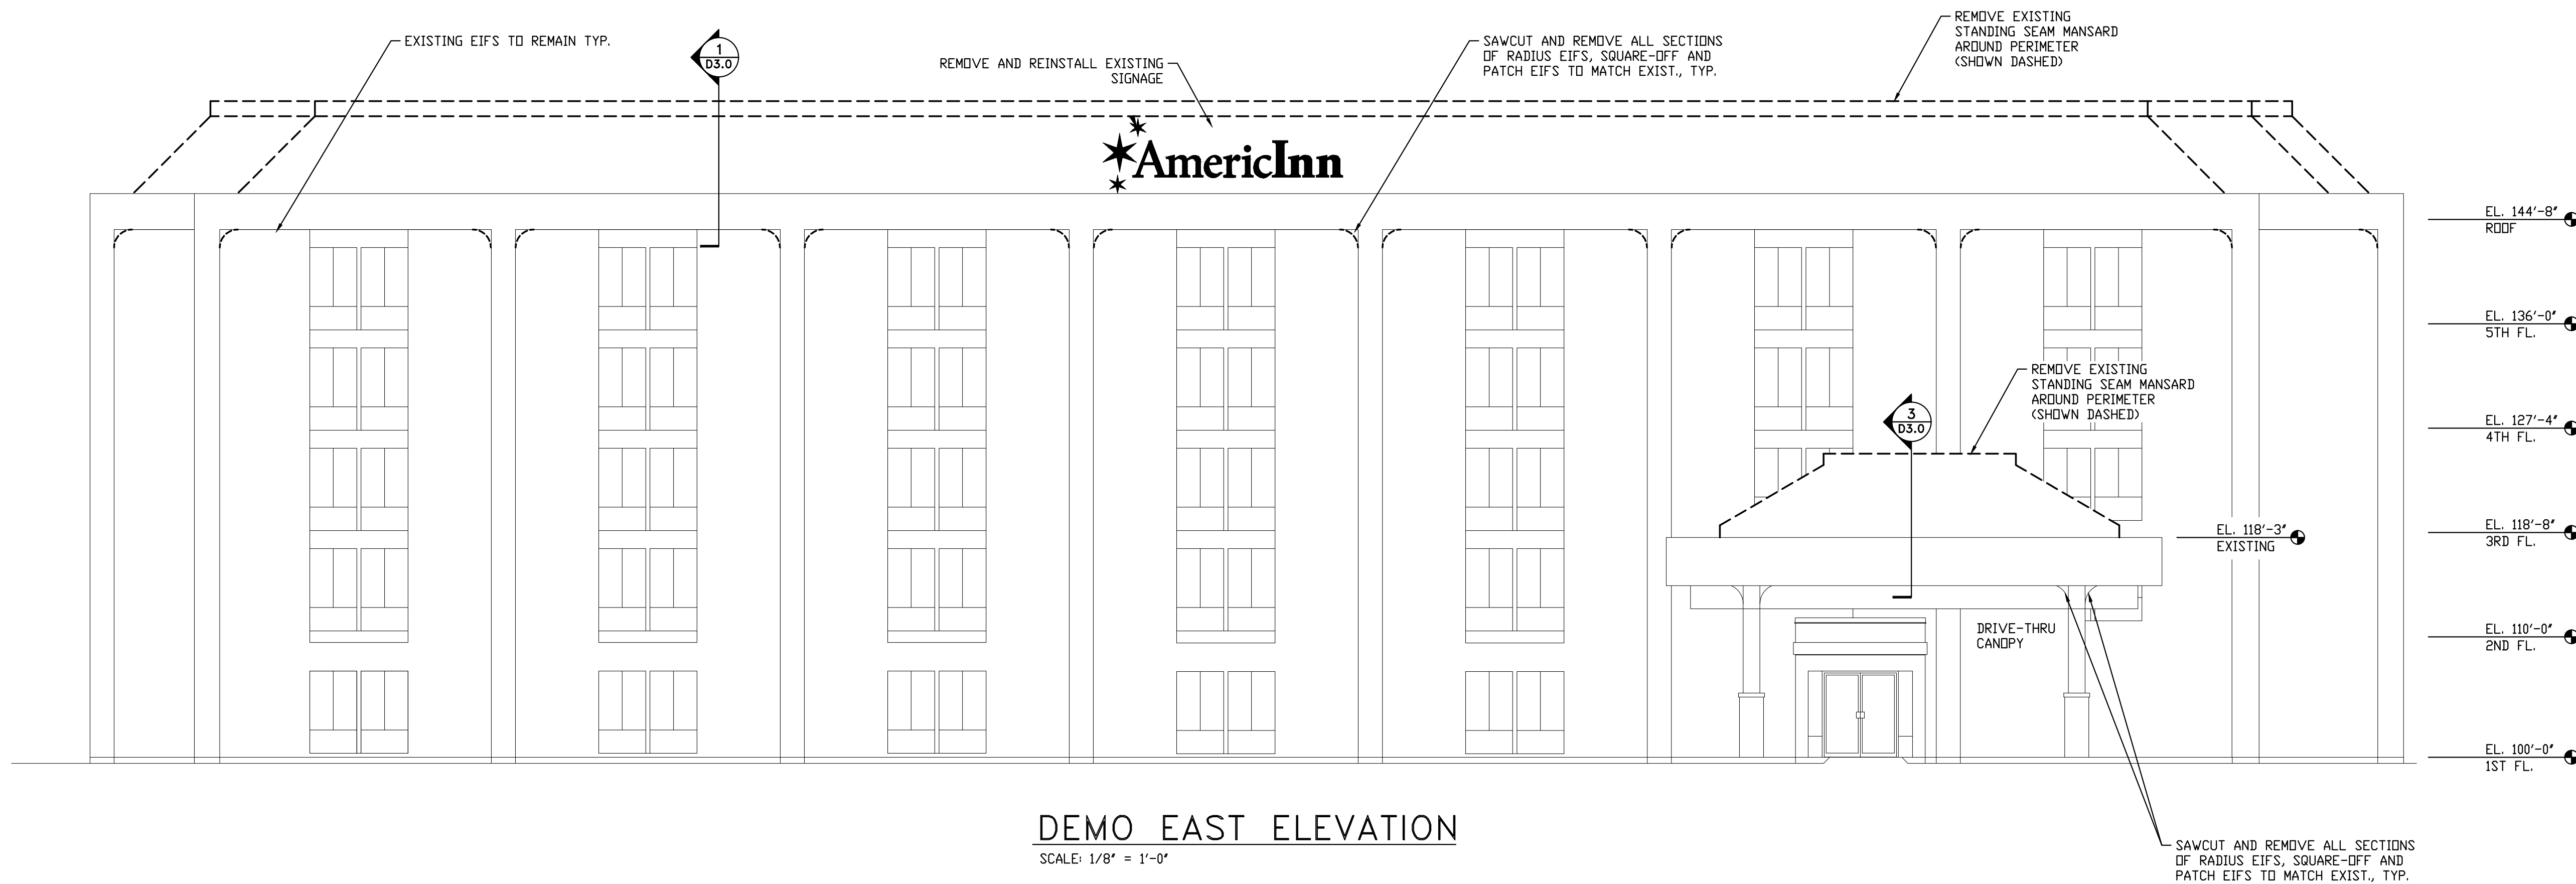 REMOVE EXISTING
STANDING SEAM MANSARD
AROUND PERIMETER
(SHOWN DASHED)
EXISTING EIFS TO REMAIN TYP.
1
D3.0
REMOVE AND REINSTALL EXISTING
SIGNAGE
SAWCUT AND REMOVE ALL SECTIONS
OF RADIUS EIFS, SQUARE-OFF AND
PATCH EIFS TO MATCH EXIST., TYP.
AmericInn
EL. 144'-8"
ROOF
EL. 136'-0"
5TH FL.
REMOVE EXISTING
STANDING SEAM MANSARD
AROUND PERIMETER
(SHOWN DASHED)
3
D3.0
EL. 127'-4"
4TH FL.
EL. 118'-3"
EXISTING
EL. 118'-8"
3RD FL.
DRIVE-THRU
CANOPY
EL. 110'-0"
2ND FL.
EL. 100'-0"
1ST FL.
DEMO EAST ELEVATION
SCALE: 1/8" = 1'-0"
SAWCUT AND REMOVE ALL SECTIONS
OF RADIUS EIFS, SQUARE-OFF AND
PATCH EIFS TO MATCH EXIST., TYP.